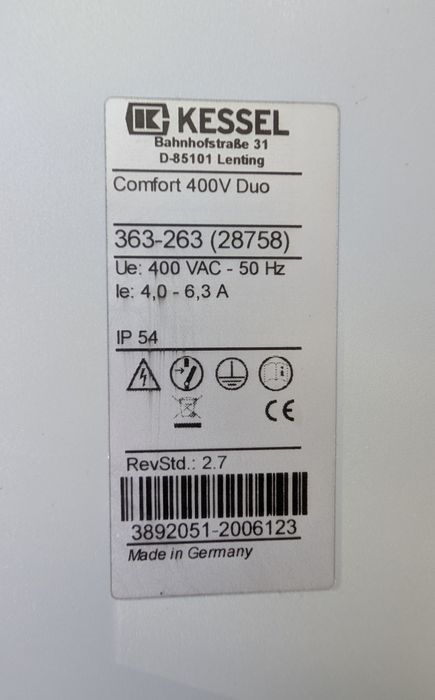 KESSEL
Bahnhofstraße 31
D-85101 Lenting
Comfort 400V Duo
363-263 (28758)
Ue: 400 VAC - 50 Hz
Ie: 4,0 - 6,3 A
IP 54
CE
RevStd.: 2.7
3892051-2006123
Made in Germany